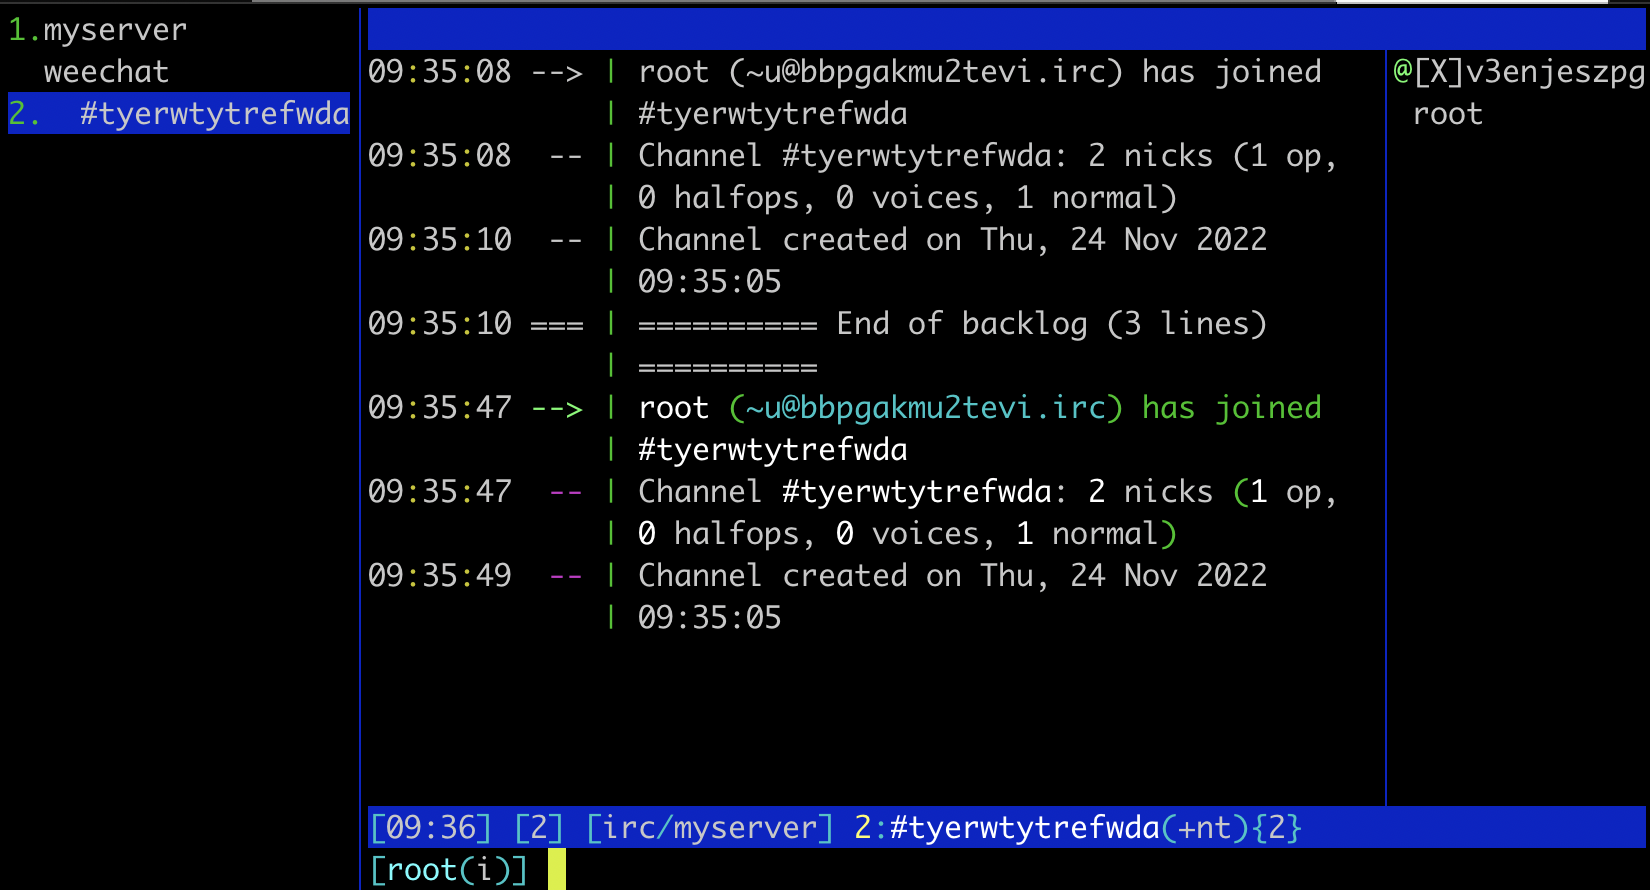 1.myserver
weechat
2. #tyerwtytrefwda
09:35:08 --> | root (~u@bbpgakmu2tevi.irc) has joined
| #tyerwtytrefwda
09:35:08 -- | Channel #tyerwtytrefwda: 2 nicks (1 op,
| 0 halfops, 0 voices, 1 normal)
09:35:10 -- | Channel created on Thu, 24 Nov 2022
| 09:35:05
09:35:10 === | ========== End of backlog (3 lines)
| ==========
09:35:47 --> | root (~u@bbpgakmu2tevi.irc) has joined
| #tyerwtytrefwda
09:35:47 -- | Channel #tyerwtytrefwda: 2 nicks (1 op,
| 0 halfops, 0 voices, 1 normal)
09:35:49 -- | Channel created on Thu, 24 Nov 2022
| 09:35:05
@[X]v3enjeszpg
root
[09:36] [2] [irc/myserver] 2:#tyerwtytrefwda(+nt){2}
[root(i)]